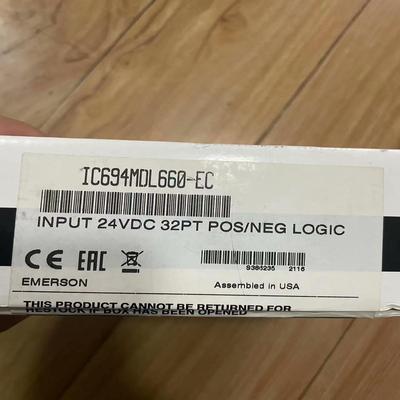 IC694MDL660-EC
INPUT 24VDC 32PT POS/NEG LOGIC
CE EAC
S386235 2116
EMERSON Assembled in USA
THIS PRODUCT CANNOT BE RETURNED FOR
RESTOCK IF BOX HAS BEEN OPENED